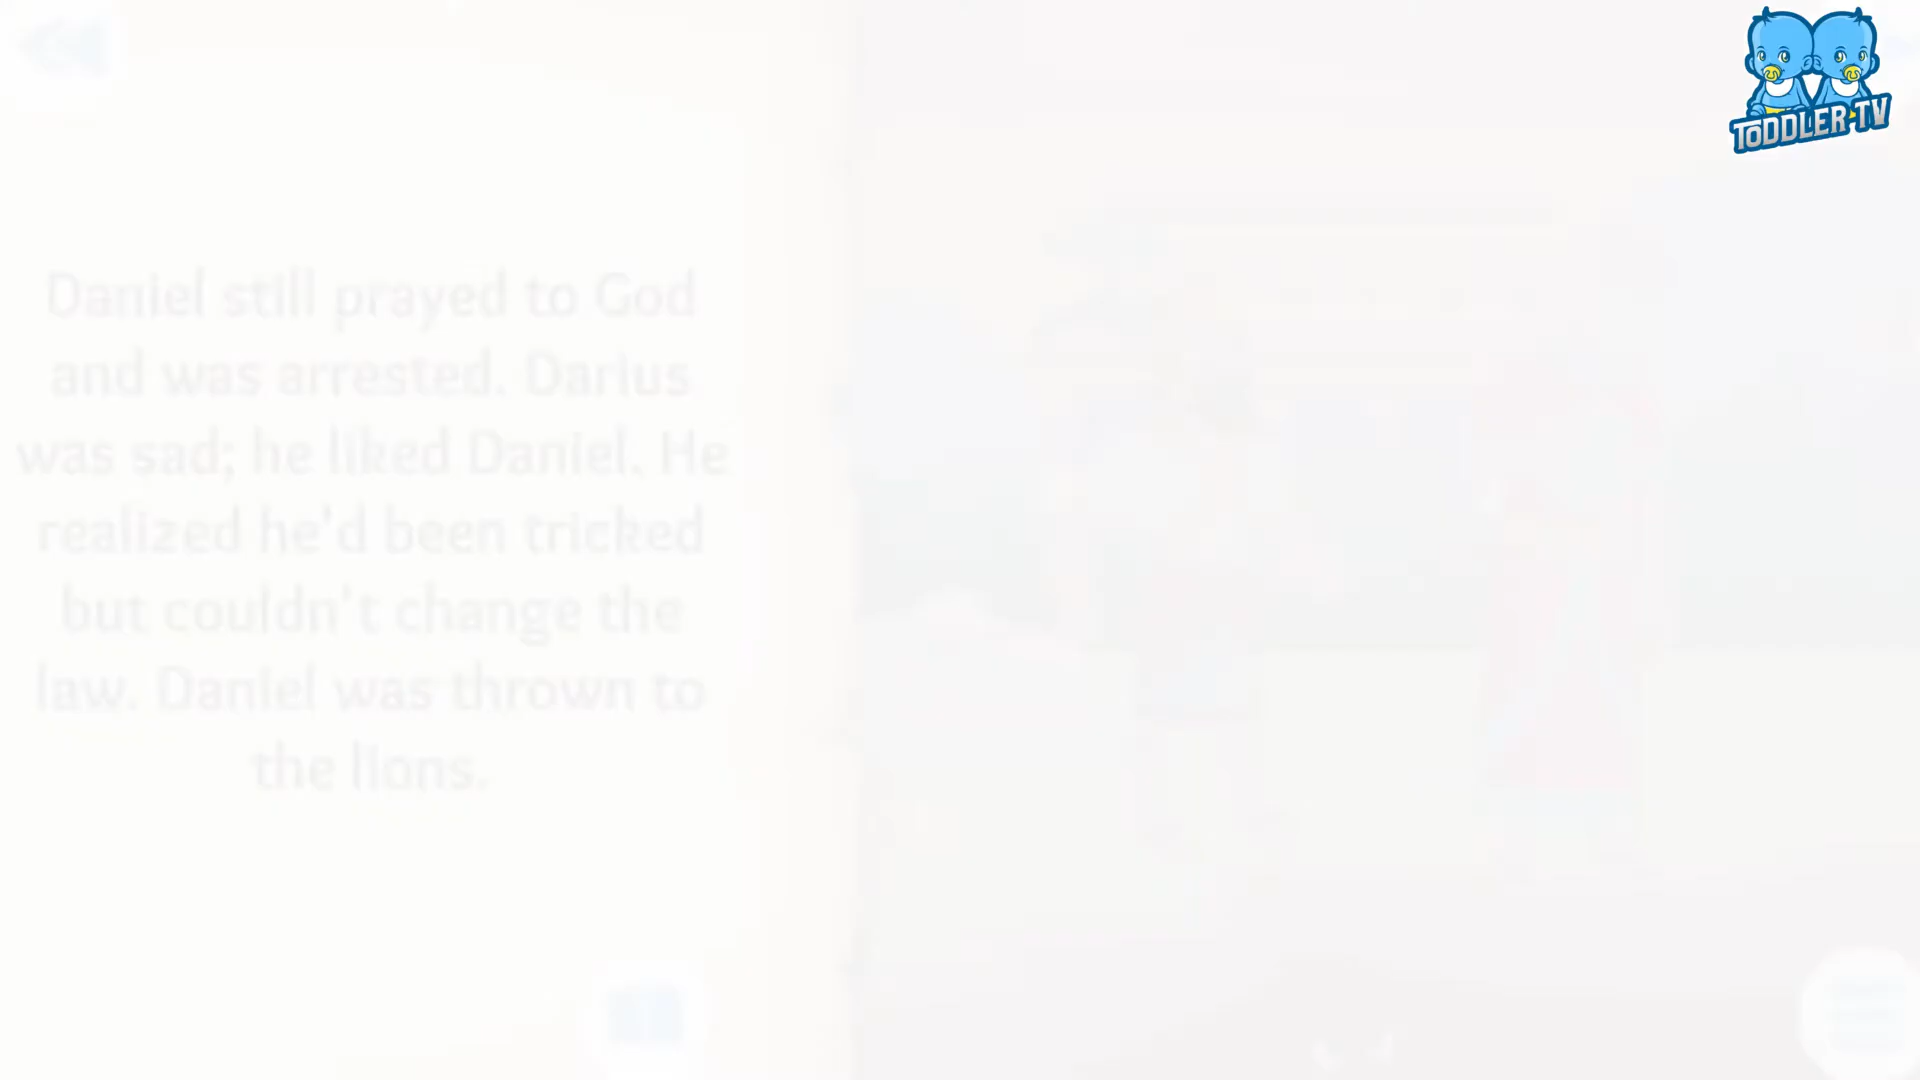 TODDLER TV
Daniel still prayed to God
and was arrested. Darius
was sad; he liked Daniel. He
realized he'd been tricked
but couldn't change the
law. Daniel was thrown to
the lions.